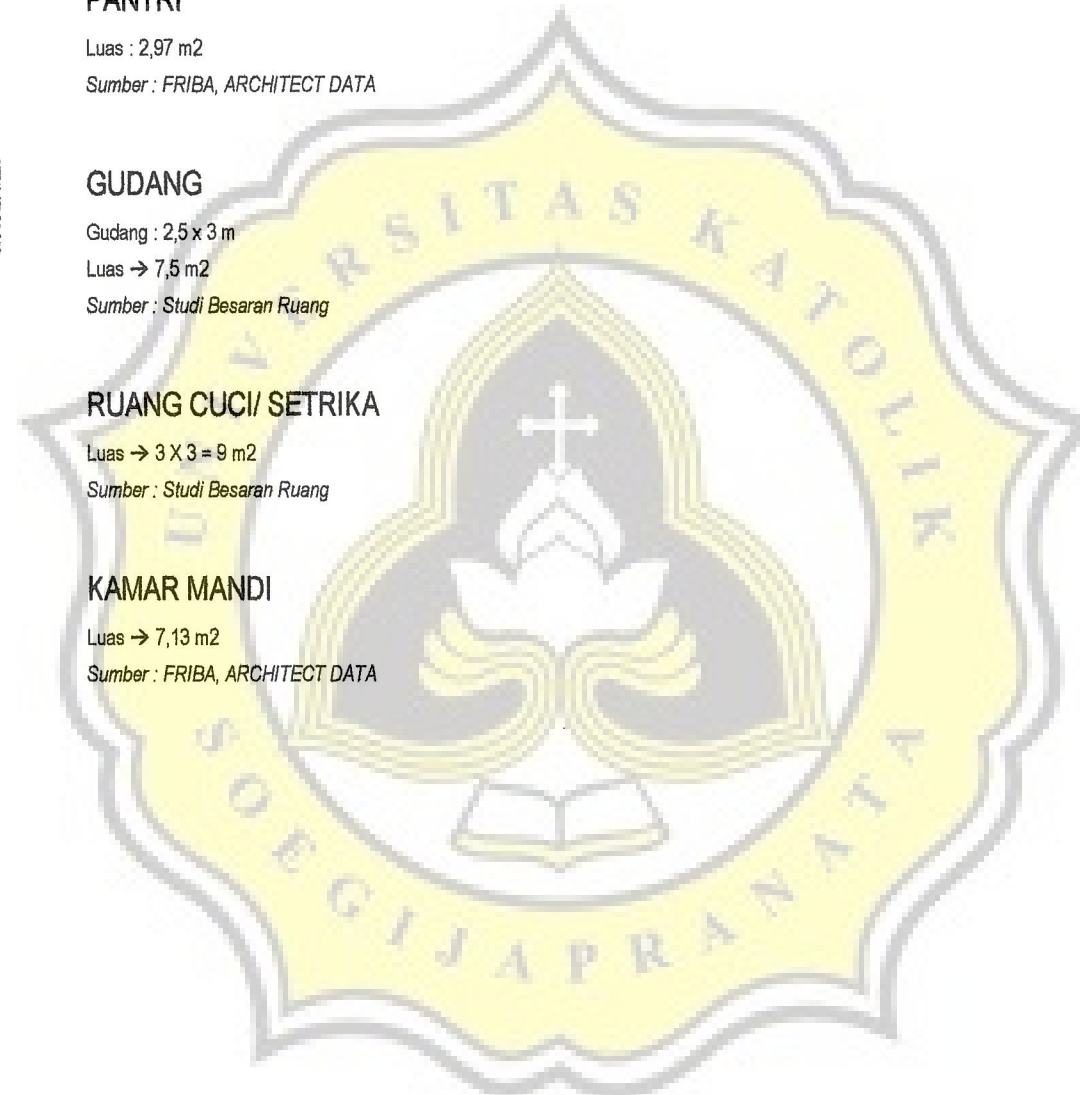 PANTRI
Luas : 2,97 m2
Sumber : FRIBA, ARCHITECT DATA
GUDANG
Gudang : 2,5 x 3 m
Luas → 7,5 m2
Sumber : Studi Besaran Ruang
RUANG CUCI/ SETRIKA
Luas → 3 X 3 = 9 m2
Sumber : Studi Besaran Ruang
KAMAR MANDI
Luas → 7,13 m2
Sumber : FRIBA, ARCHITECT DATA
UNIVERSITAS KATOLIK
SOEGIJAPRANATA